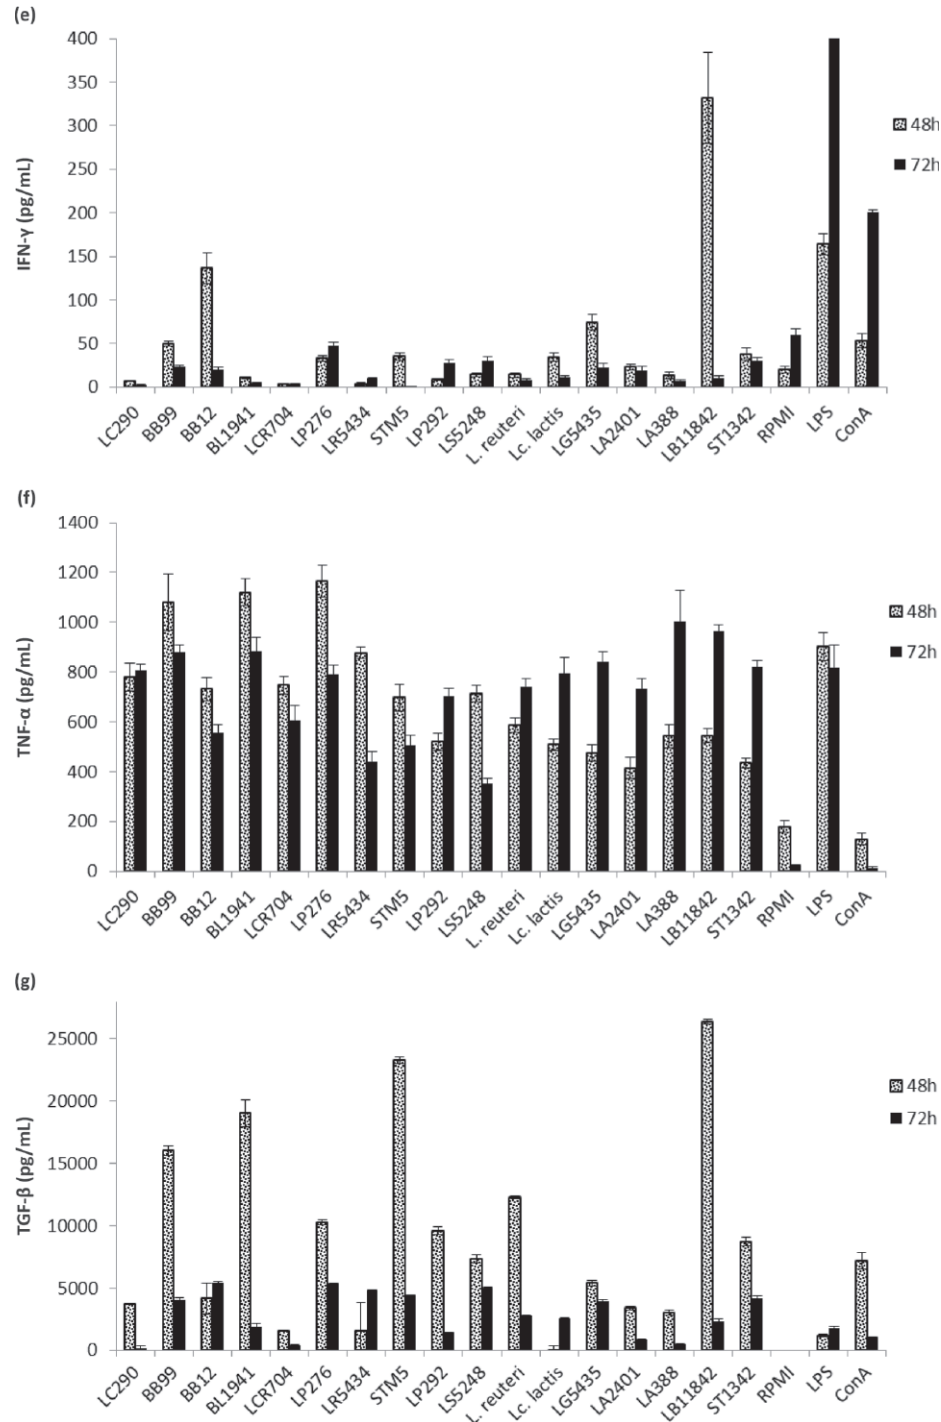 (e)
400
350
300
250
200
150
100
50
0
IFN-γ (pg/mL)
48h
72h
LC290 BB99 BB12 BL1941 LCR704 LP276 LR5434 STM5 LP292 LS5248 L. reuteri Lc. lactis LG5435 LA2401 LA388 LB11842 ST1342 RPMI LPS ConA
(f)
1400
1200
1000
800
600
400
200
0
TNF-α (pg/mL)
48h
72h
LC290 BB99 BB12 BL1941 LCR704 LP276 LR5434 STM5 LP292 LS5248 L. reuteri Lc. lactis LG5435 LA2401 LA388 LB11842 ST1342 RPMI LPS ConA
(g)
25000
20000
15000
10000
5000
0
TGF-β (pg/mL)
48h
72h
LC290 BB99 BB12 BL1941 LCR704 LP276 LR5434 STM5 LP292 LS5248 L. reuteri Lc. lactis LG5435 LA2401 LA388 LB11842 ST1342 RPMI LPS ConA